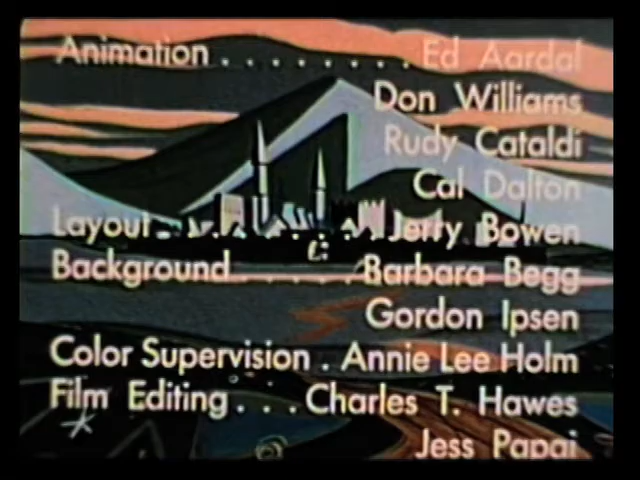 Animation . . . . . . . . Ed Aardal
Don Williams
Rudy Cataldi
Cal Dalton
Layout . . . . . . . . Jerry Bowen
Background . . . . . Barbara Begg
Gordon Ipsen
Color Supervision . Annie Lee Holm
Film Editing . . . Charles T. Hawes
Jess Papai